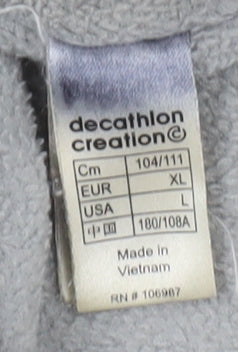 decathlon
creation©
Cm 104/111
EUR XL
USA L
中国 180/108A
Made in
Vietnam
RN # 106987